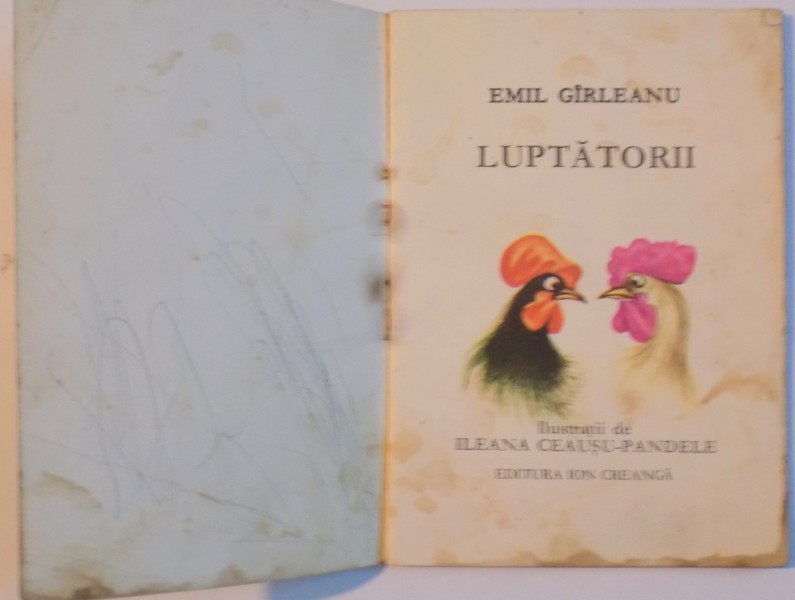 EMIL GÎRLEANU
LUPTĂTORII
Ilustrații de
ILEANA CEAUȘU-PANDELE
EDITURA ION CREANGĂ